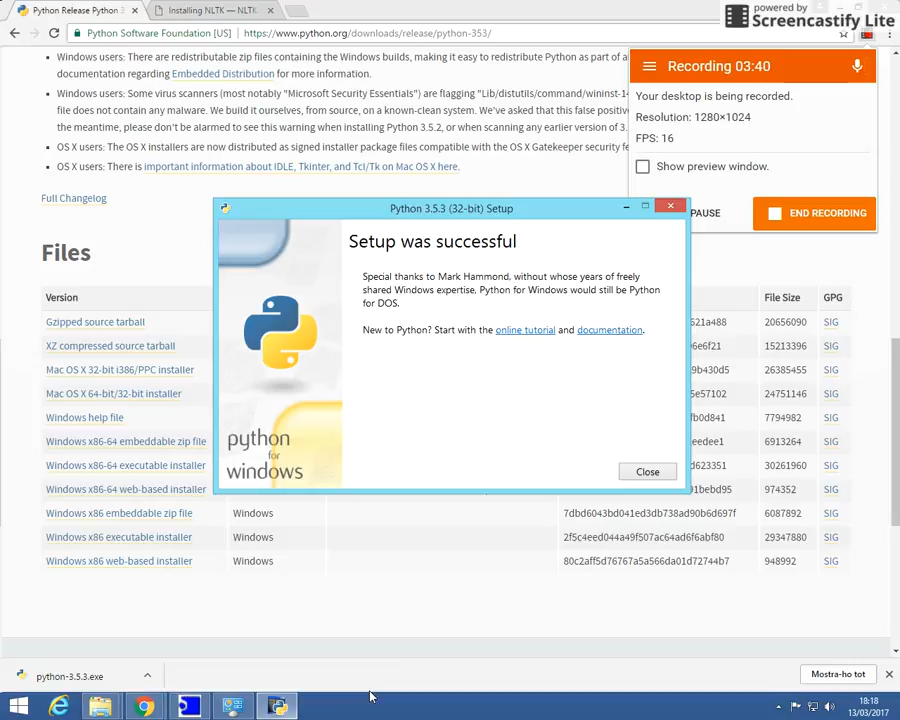 Python Release Python 3
Installing NLTK — NLTK
powered by
Screencastify Lite
Python Software Foundation [US]
https://www.python.org/downloads/release/python-353/
Windows users: There are redistributable zip files containing the Windows builds, making it easy to redistribute Python as part of a
documentation regarding Embedded Distribution for more information.
Windows users: Some virus scanners (most notably "Microsoft Security Essentials") are flagging "Lib/distutils/command/wininst-14
file does not contain any malware. We build it ourselves, from source, on a known-clean system. We've asked that this false positiv
the meantime, please don't be alarmed to see this warning when installing Python 3.5.2, or when scanning any earlier version of 3.
OS X users: The OS X installers are now distributed as signed installer package files compatible with the OS X Gatekeeper security fe
OS X users: There is important information about IDLE, Tkinter, and Tcl/Tk on Mac OS X here.
Full Changelog
Recording 03:40
Your desktop is being recorded.
Resolution: 1280×1024
FPS: 16
Show preview window.
PAUSE
END RECORDING
Python 3.5.3 (32-bit) Setup
Setup was successful
Special thanks to Mark Hammond, without whose years of freely
shared Windows expertise, Python for Windows would still be Python
for DOS.
New to Python? Start with the online tutorial and documentation.
python
for
windows
Close
Files
Version
File Size
GPG
Gzipped source tarball
621a488
20656090
SIG
XZ compressed source tarball
6e6f21
15213396
SIG
Mac OS X 32-bit i386/PPC installer
9b430d5
26385455
SIG
Mac OS X 64-bit/32-bit installer
5e57102
24751146
SIG
Windows help file
fb0d841
7794982
SIG
Windows x86-64 embeddable zip file
eedee1
6913264
SIG
Windows x86-64 executable installer
d623351
30261960
SIG
Windows x86-64 web-based installer
91bebd95
974352
SIG
Windows x86 embeddable zip file
Windows
7dbd6043bd041ed3db738ad90b6d697f
6087892
SIG
Windows x86 executable installer
Windows
2f5c4eed044a49f507ac64ad6f6abf80
29347880
SIG
Windows x86 web-based installer
Windows
80c2aff5d76767a5a566da01d72744b7
948992
SIG
python-3.5.3.exe
Mostra-ho tot
18:18
13/03/2017